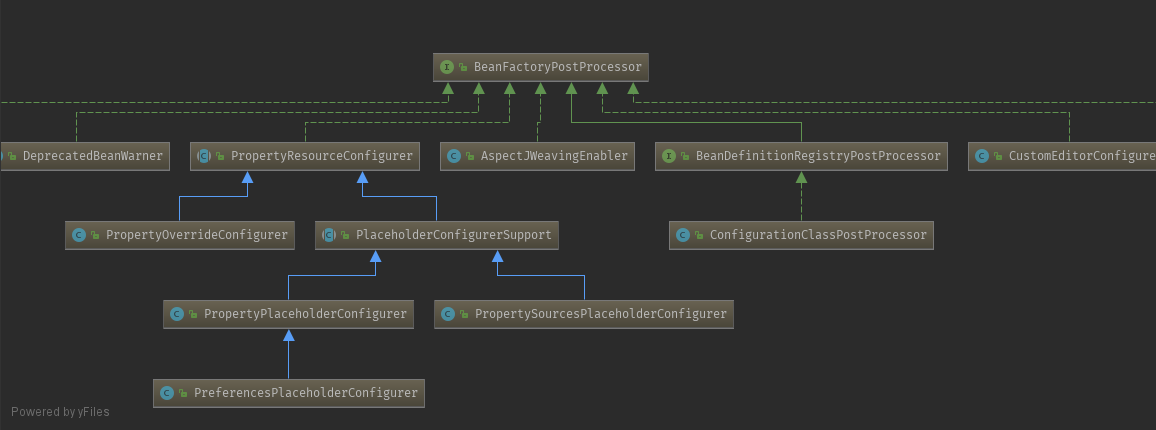 BeanFactoryPostProcessor
DeprecatedBeanWarner
PropertyResourceConfigurer
AspectJWeavingEnabler
BeanDefinitionRegistryPostProcessor
CustomEditorConfigure
PropertyOverrideConfigurer
PlaceholderConfigurerSupport
ConfigurationClassPostProcessor
PropertyPlaceholderConfigurer
PropertySourcesPlaceholderConfigurer
PreferencesPlaceholderConfigurer
Powered by yFiles